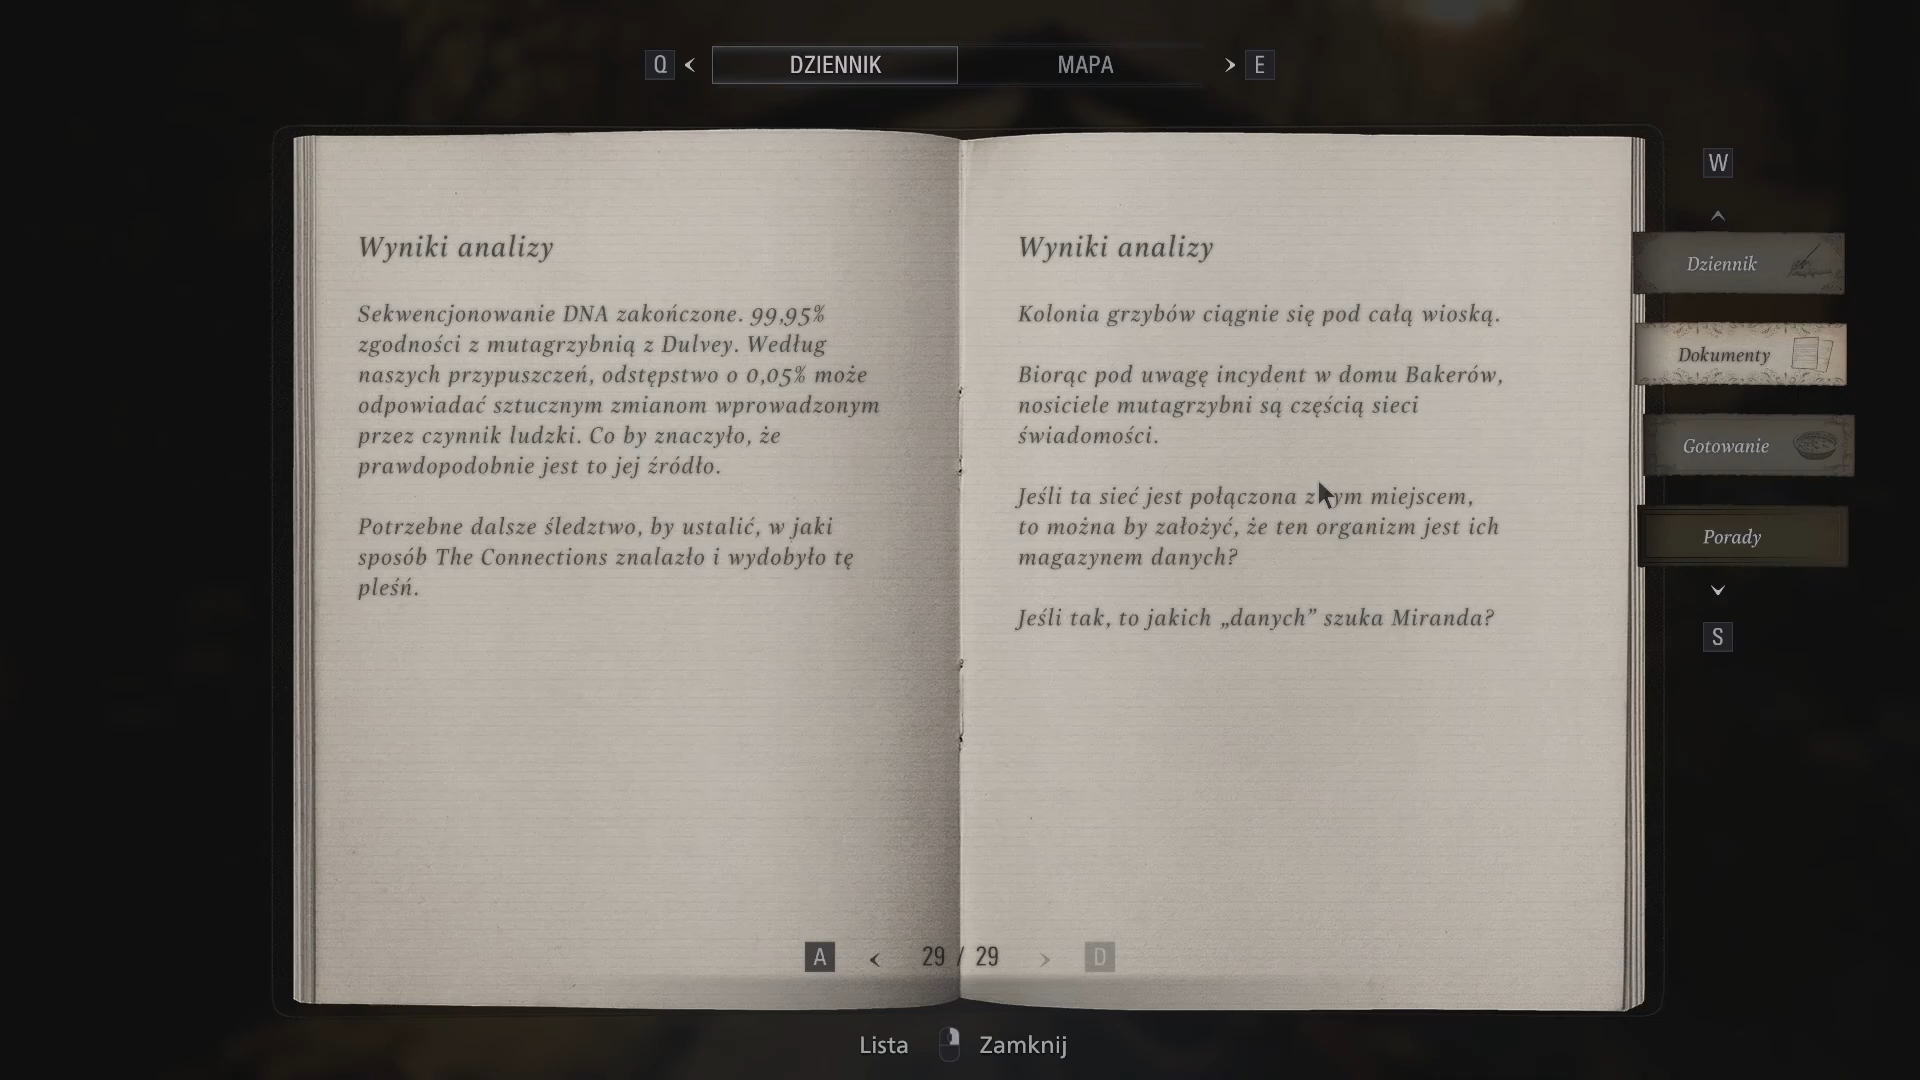 Q
DZIENNIK
MAPA
E
Wyniki analizy
Sekwencjonowanie DNA zakończone. 99,95%
zgodności z mutagrzybnią z Dulvey. Według
naszych przypuszczeń, odstępstwo o 0,05% może
odpowiadać sztucznym zmianom wprowadzonym
przez czynnik ludzki. Co by znaczyło, że
prawdopodobnie jest to jej źródło.
Potrzebne dalsze śledztwo, by ustalić, w jaki
sposób The Connections znalazło i wydobyło tę
pleśń.
Wyniki analizy
Kolonia grzybów ciągnie się pod całą wioską.
Biorąc pod uwagę incydent w domu Bakerów,
nosiciele mutagrzybni są częścią sieci
świadomości.
Jeśli ta sieć jest połączona z tym miejscem,
to można by założyć, że ten organizm jest ich
magazynem danych?
Jeśli tak, to jakich „danych” szuka Miranda?
W
Dziennik
Dokumenty
Gotowanie
Porady
S
A
29 / 29
D
Lista
Zamknij